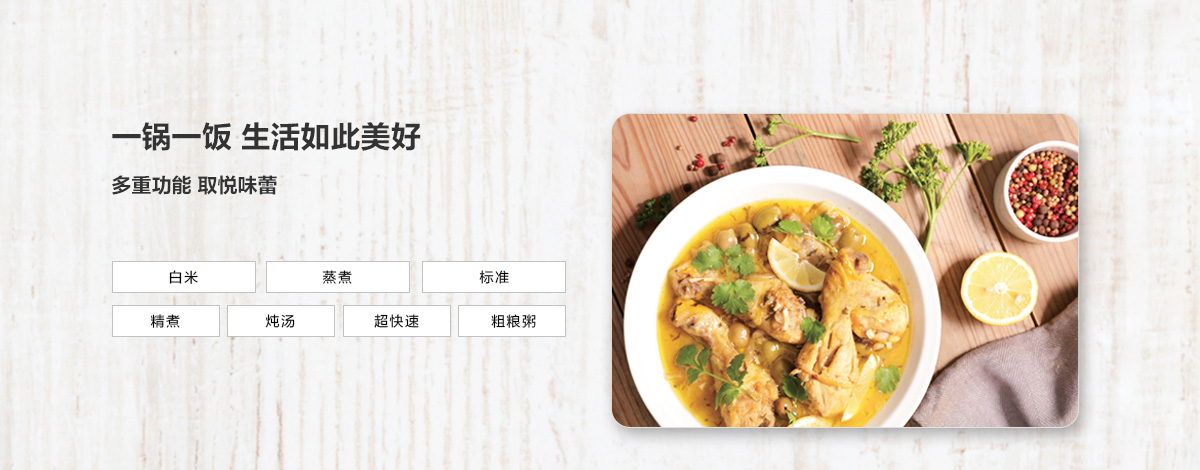 一锅一饭 生活如此美好
多重功能 取悦味蕾
白米 蒸煮 标准
精煮 炖汤 超快速 粗粮粥